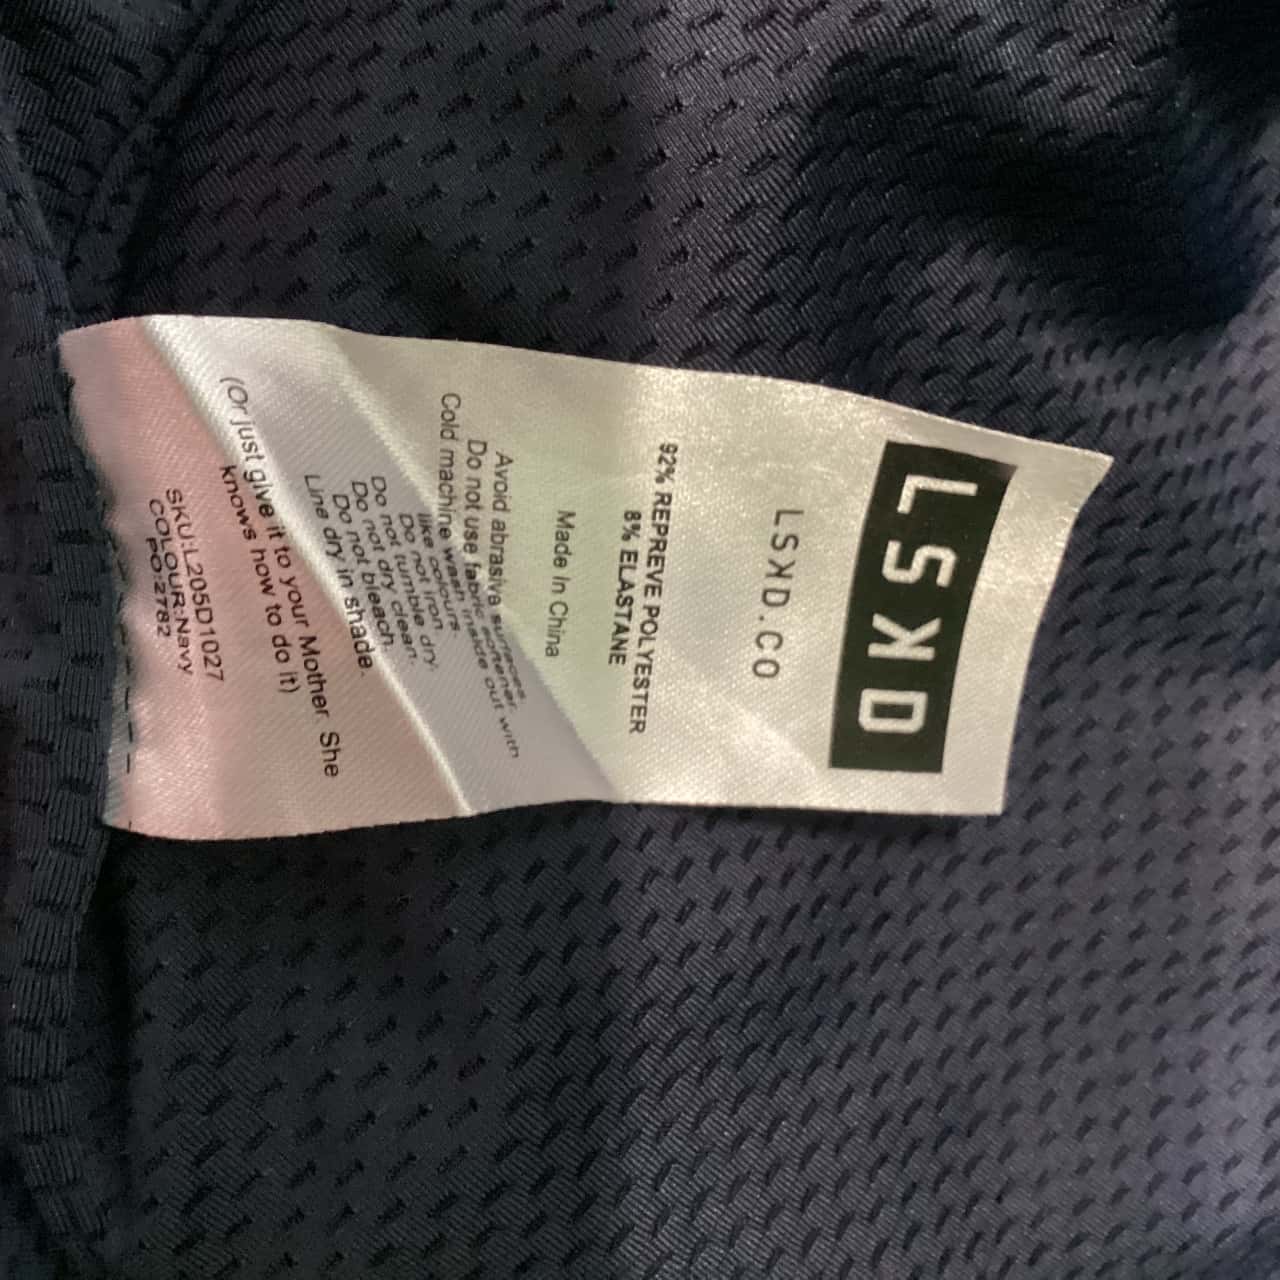 LSKD
LSKD.CO
92% REPREVE POLYESTER
8% ELASTANE
Made In China
Avoid abrasive surfaces.
Do not use fabric softener.
Cold machine wash inside out with
like colours.
Do not iron.
Do not tumble dry.
Do not dry clean.
Do not bleach.
Line dry in shade.
(Or just give it to your Mother. She
knows how to do it)
SKU:L205D1027
COLOUR:Navy
PO:2782